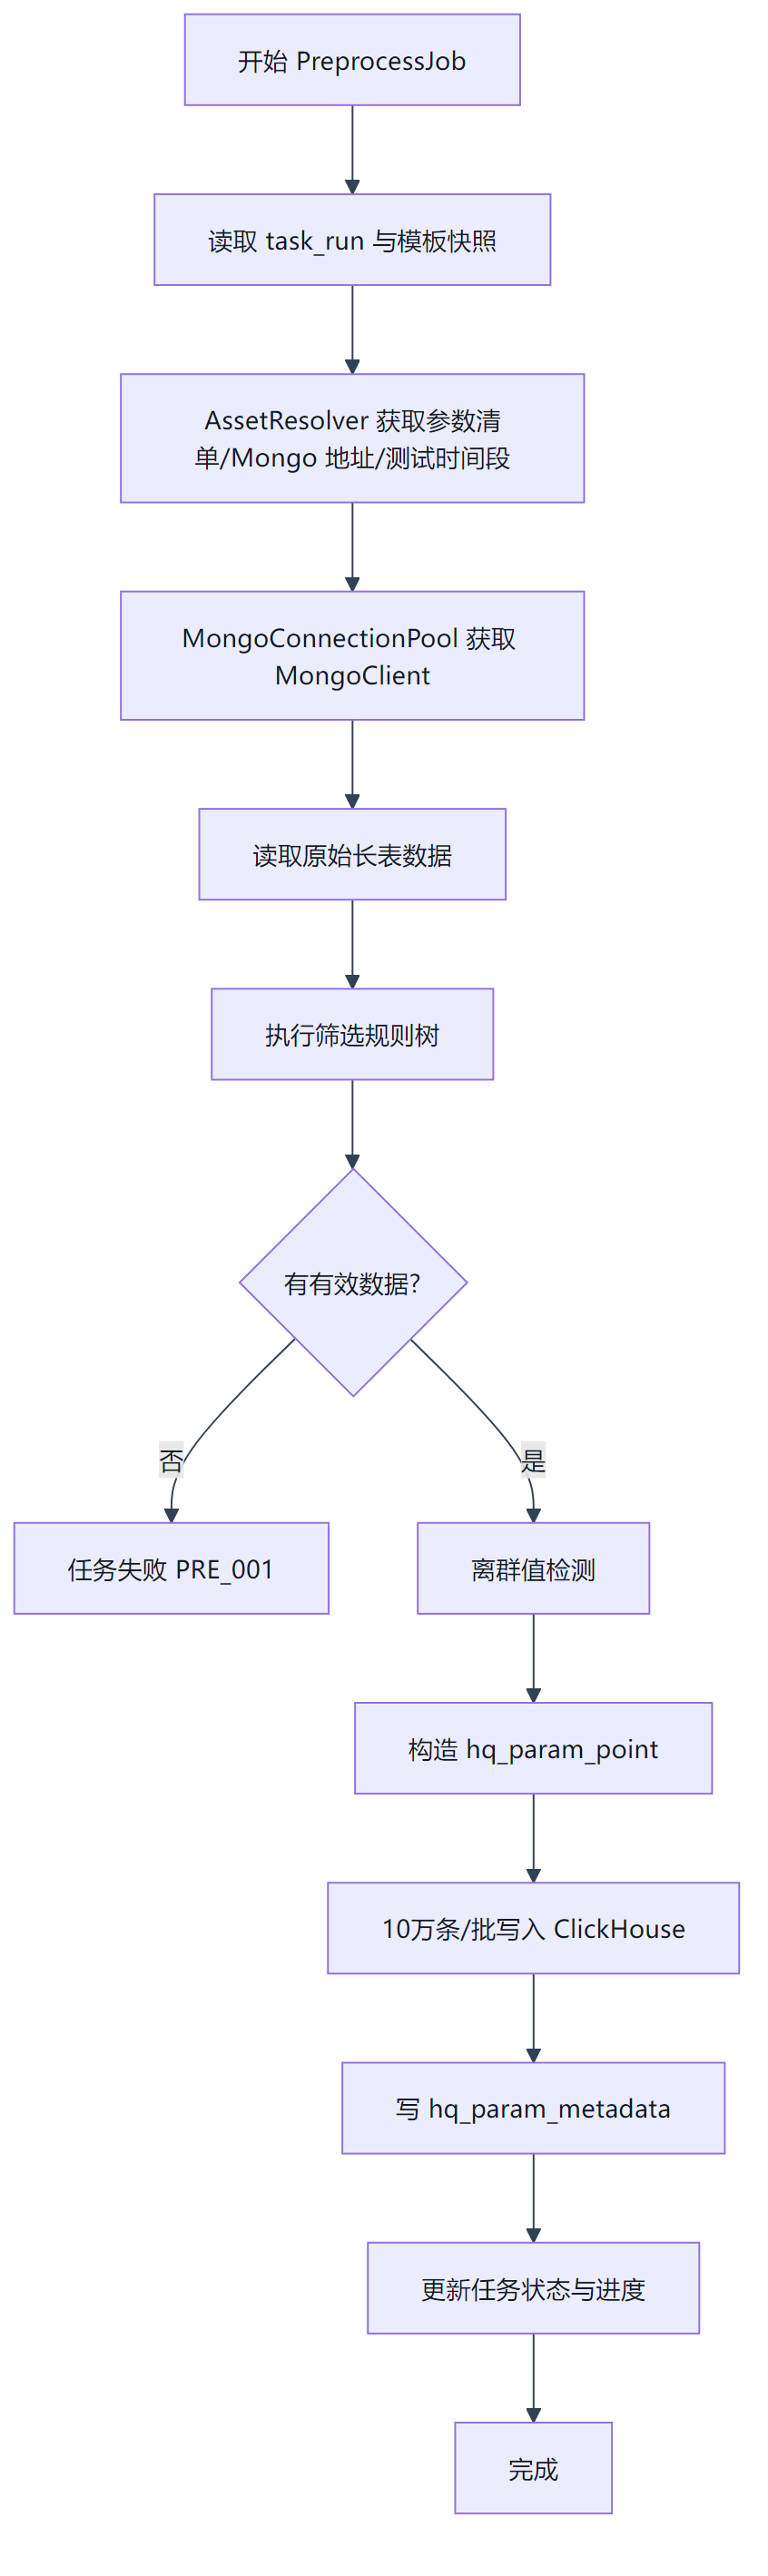 开始 PreprocessJob
读取 task_run 与模板快照
AssetResolver 获取参数清
单/Mongo 地址/测试时间段
MongoConnectionPool 获取
MongoClient
读取原始长表数据
执行筛选规则树
有有效数据?
否
是
任务失败 PRE_001
离群值检测
构造 hq_param_point
10万条/批写入 ClickHouse
写 hq_param_metadata
更新任务状态与进度
完成